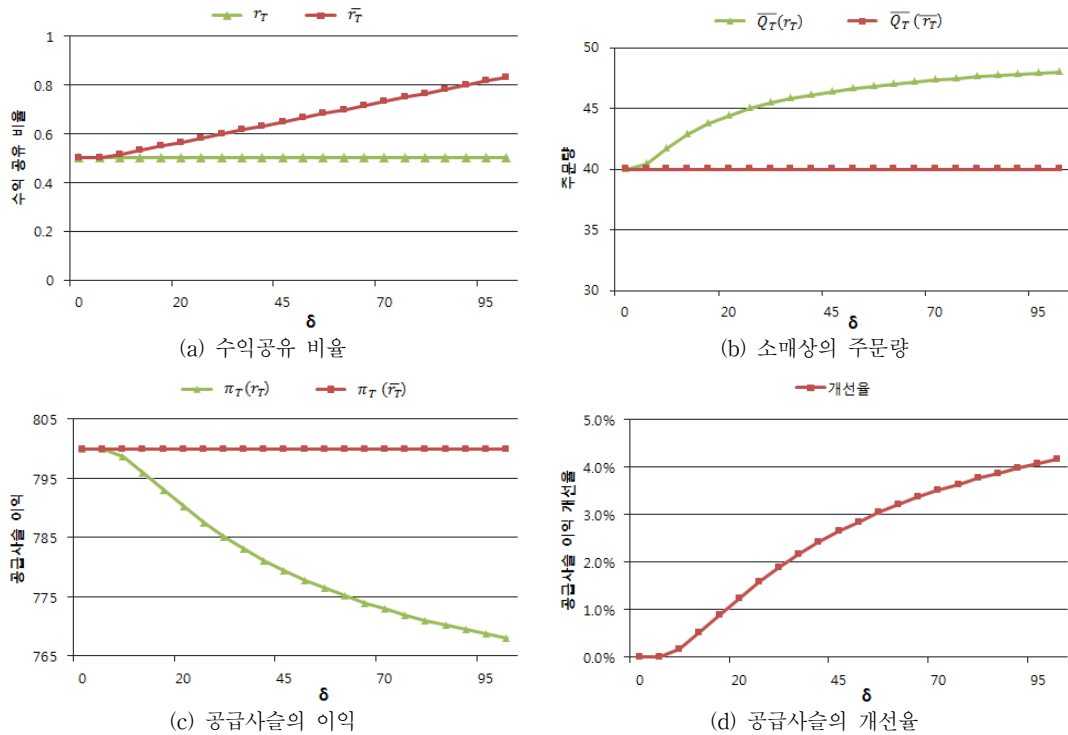 r_T r̄_T
1
0.8
0.6
0.4
0.2
0
수익 공유 비율
0 20 45 70 95
δ
(a) 수익공유 비율
Q̅_T(r_T) Q̅_T(r̄_T)
50
45
40
35
30
주문량
0 20 45 70 95
δ
(b) 소매상의 주문량
π_T(r_T) π_T(r̄_T)
805
795
785
775
765
공급사슬 이익
0 20 45 70 95
δ
(c) 공급사슬의 이익
개선율
5.0%
4.0%
3.0%
2.0%
1.0%
0.0%
공급사슬 이익 개선율
0 20 45 70 95
δ
(d) 공급사슬의 개선율